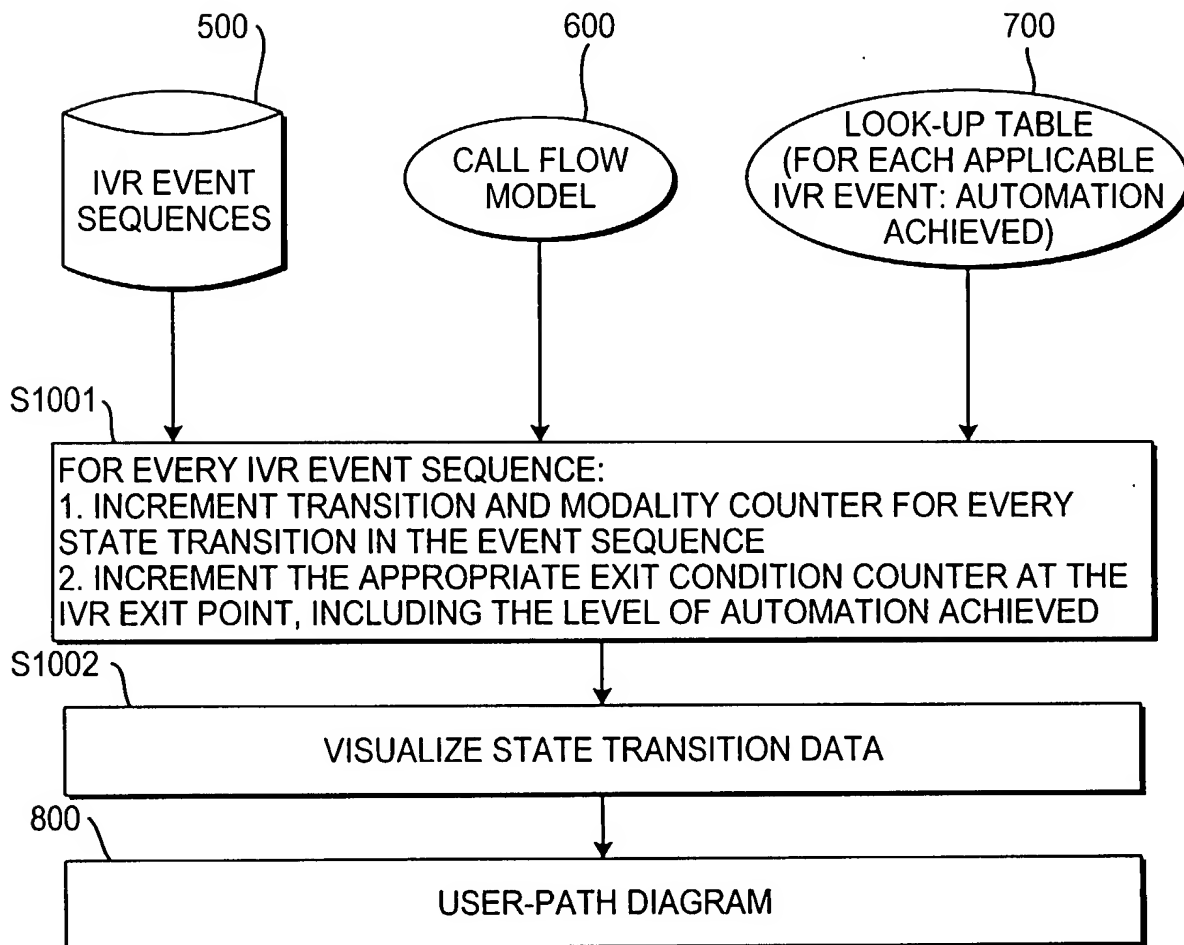 500
600
700
IVR EVENT
SEQUENCES
CALL FLOW
MODEL
LOOK-UP TABLE
(FOR EACH APPLICABLE
IVR EVENT: AUTOMATION
ACHIEVED)
S1001
FOR EVERY IVR EVENT SEQUENCE:
1. INCREMENT TRANSITION AND MODALITY COUNTER FOR EVERY
STATE TRANSITION IN THE EVENT SEQUENCE
2. INCREMENT THE APPROPRIATE EXIT CONDITION COUNTER AT THE
IVR EXIT POINT, INCLUDING THE LEVEL OF AUTOMATION ACHIEVED
S1002
VISUALIZE STATE TRANSITION DATA
800
USER-PATH DIAGRAM